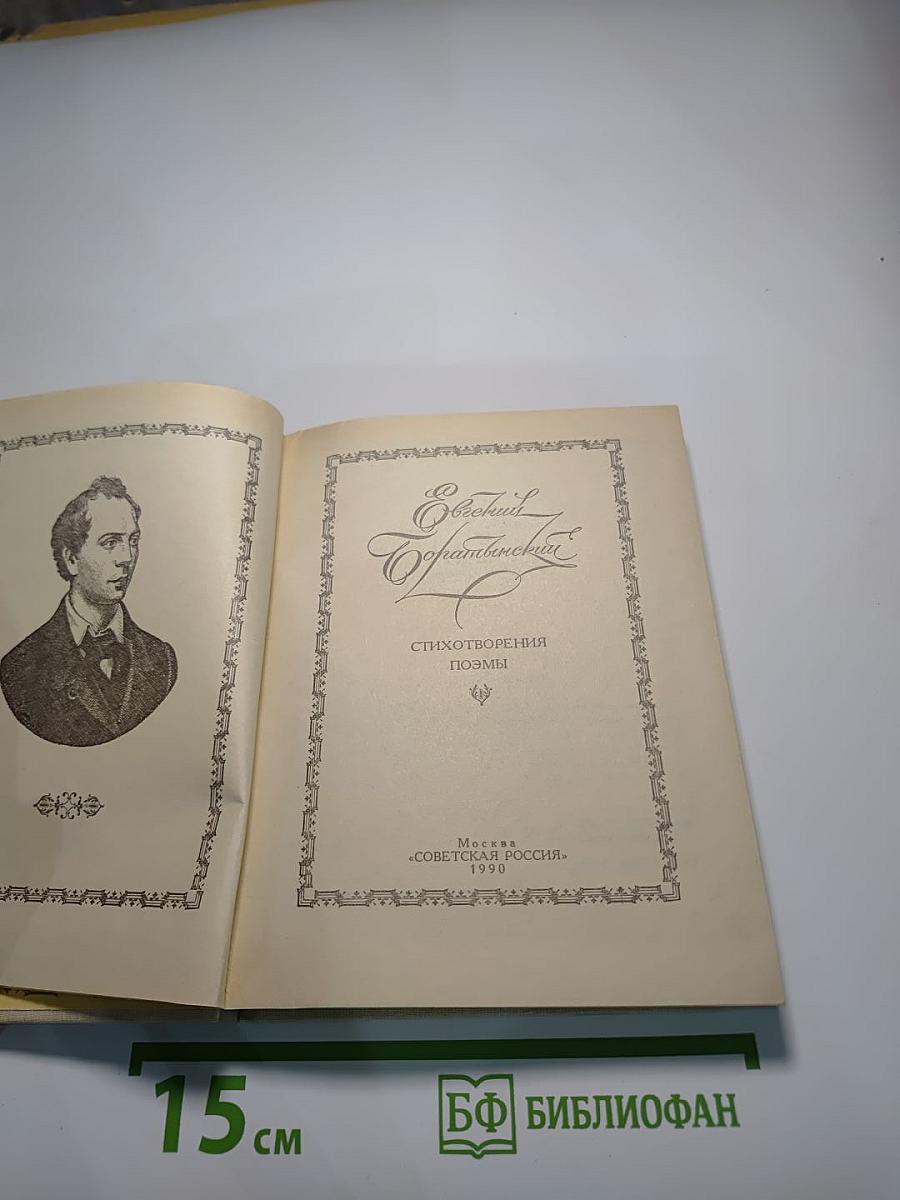 Евгений
Боратынский
СТИХОТВОРЕНИЯ
ПОЭМЫ
Москва
«СОВЕТСКАЯ РОССИЯ»
1990
15 см
БФ БИБЛИОФАН